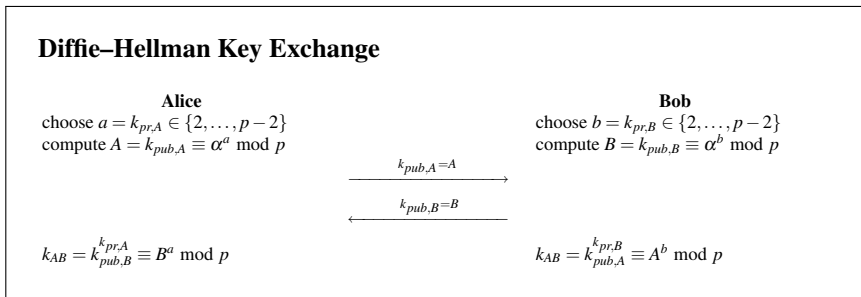 Diffie–Hellman Key Exchange
Alice Bob
choose a = k_{pr,A} ∈ {2,…,p−2} choose b = k_{pr,B} ∈ {2,…,p−2}
compute A = k_{pub,A} ≡ α^a mod p compute B = k_{pub,B} ≡ α^b mod p
k_{pub,A}=A
k_{pub,B}=B
k_{AB} = k_{pub,B}^{k_{pr,A}} ≡ B^a mod p k_{AB} = k_{pub,A}^{k_{pr,B}} ≡ A^b mod p